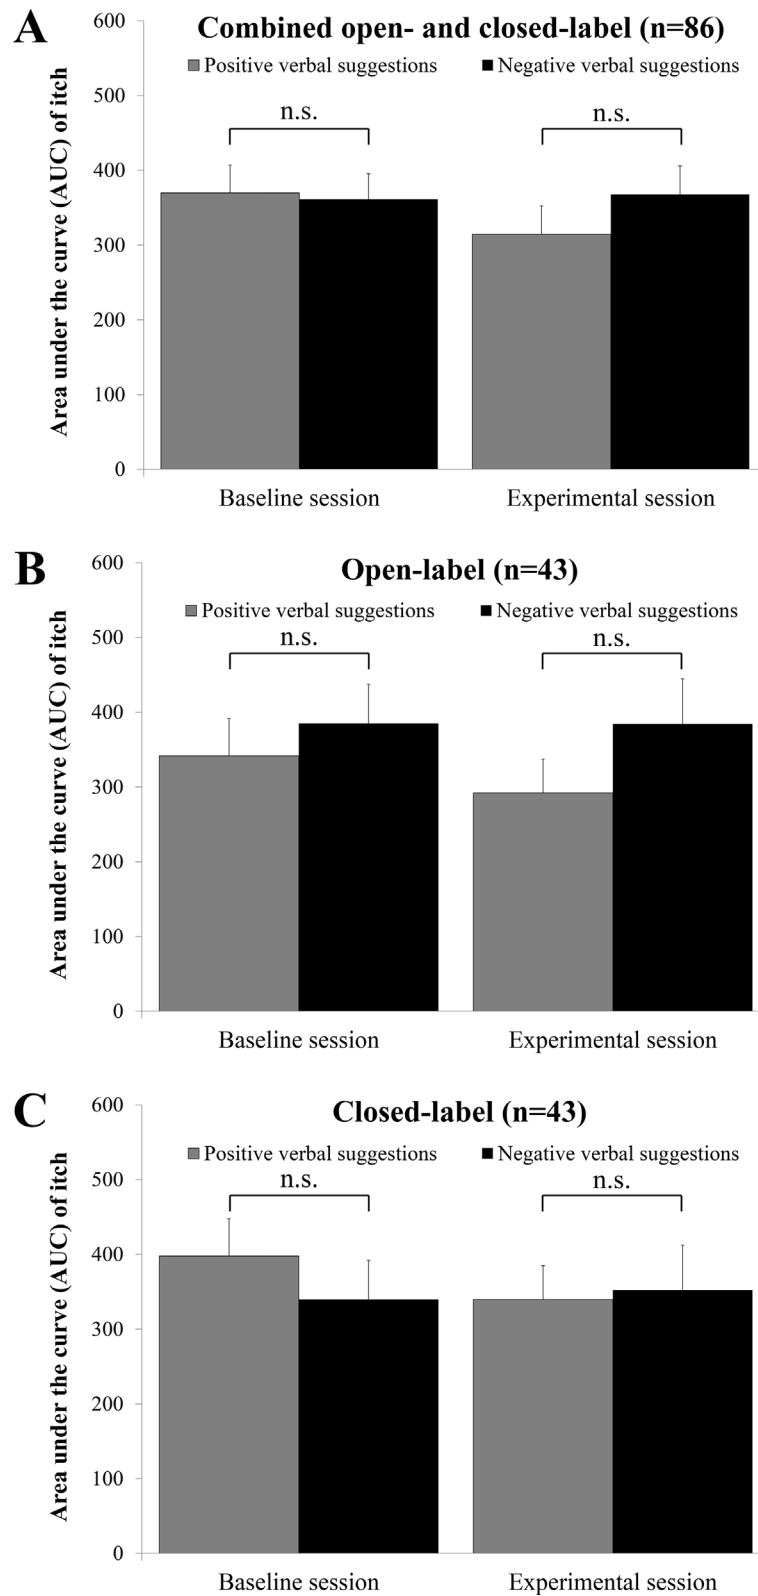 A
Combined open- and closed-label (n=86)
Positive verbal suggestions
Negative verbal suggestions
Area under the curve (AUC) of itch
600
500
400
300
200
100
0
n.s.
n.s.
Baseline session
Experimental session
B
Open-label (n=43)
Positive verbal suggestions
Negative verbal suggestions
Area under the curve (AUC) of itch
600
500
400
300
200
100
0
n.s.
n.s.
Baseline session
Experimental session
C
Closed-label (n=43)
Positive verbal suggestions
Negative verbal suggestions
Area under the curve (AUC) of itch
600
500
400
300
200
100
0
n.s.
n.s.
Baseline session
Experimental session